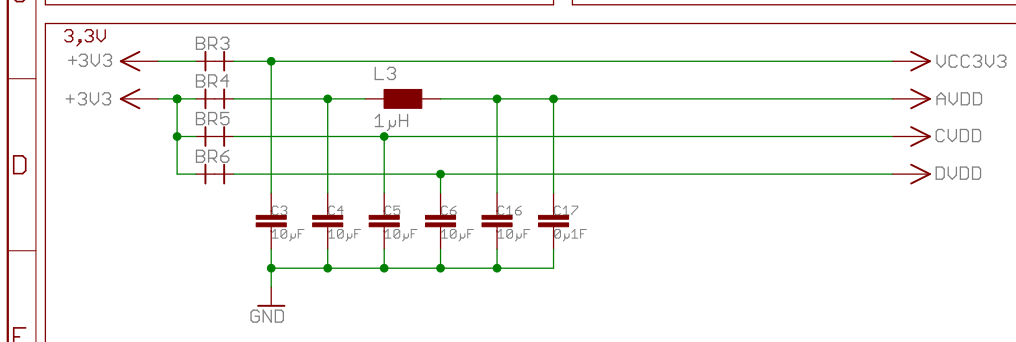 3,3V
BR3
+3V3
VCC3V3
BR4
L3
+3V3
AVDD
BR5
1µH
CVDD
BR6
D
DVDD
C3 C4 C5 C6 C16 C17
10µF 10µF 10µF 10µF 10µF 0µ1F
GND